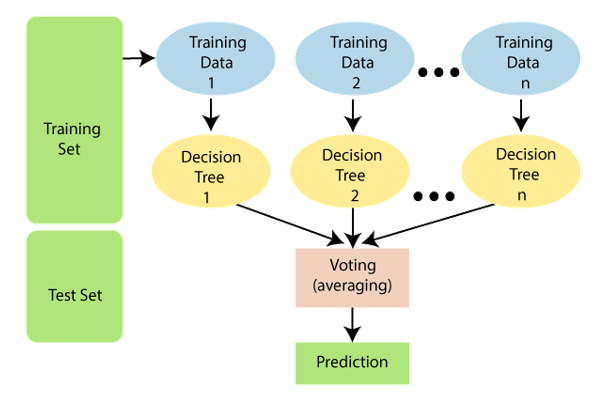 Training
Set
Training
Data
1
Training
Data
2
Training
Data
n
Decision
Tree
1
Decision
Tree
2
Decision
Tree
n
Test Set
Voting
(averaging)
Prediction